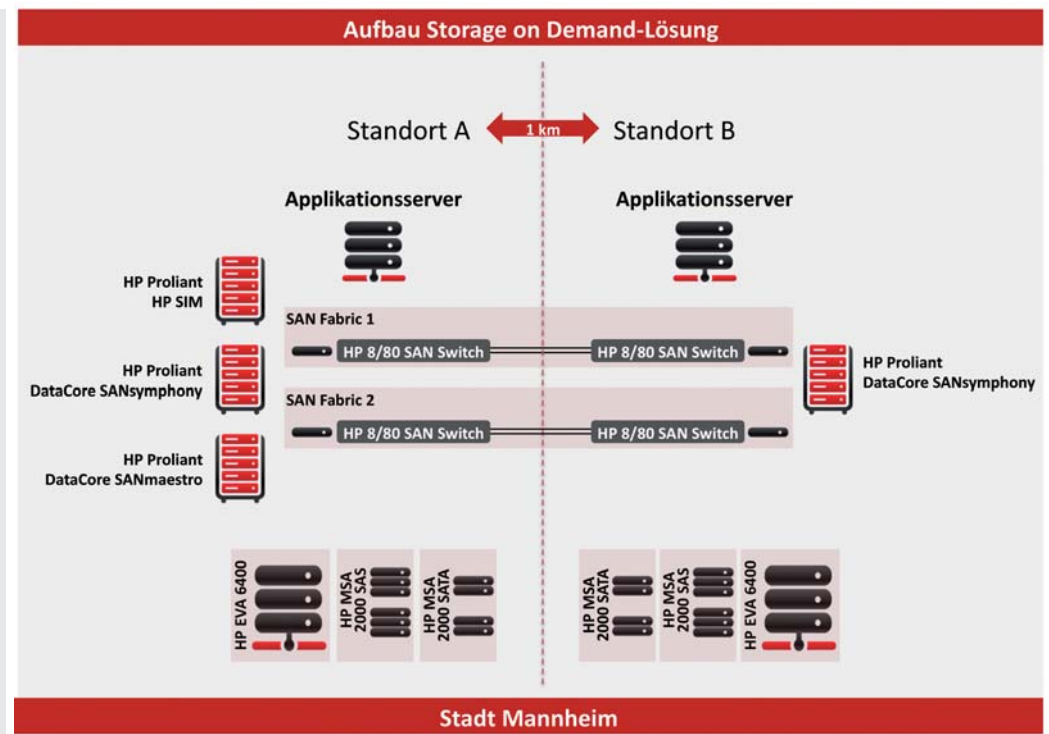 Aufbau Storage on Demand-Lösung
Standort A
1 km
Standort B
Applikationsserver
Applikationsserver
HP Proliant
HP SIM
SAN Fabric 1
HP 8/80 SAN Switch
HP 8/80 SAN Switch
HP Proliant
DataCore SANsymphony
HP Proliant
DataCore SANsymphony
SAN Fabric 2
HP 8/80 SAN Switch
HP 8/80 SAN Switch
HP Proliant
DataCore SANmaestro
HP EVA 6400
HP MSA
2000 SAS
HP MSA
2000 SATA
HP MSA
2000 SATA
HP MSA
2000 SAS
HP EVA 6400
Stadt Mannheim